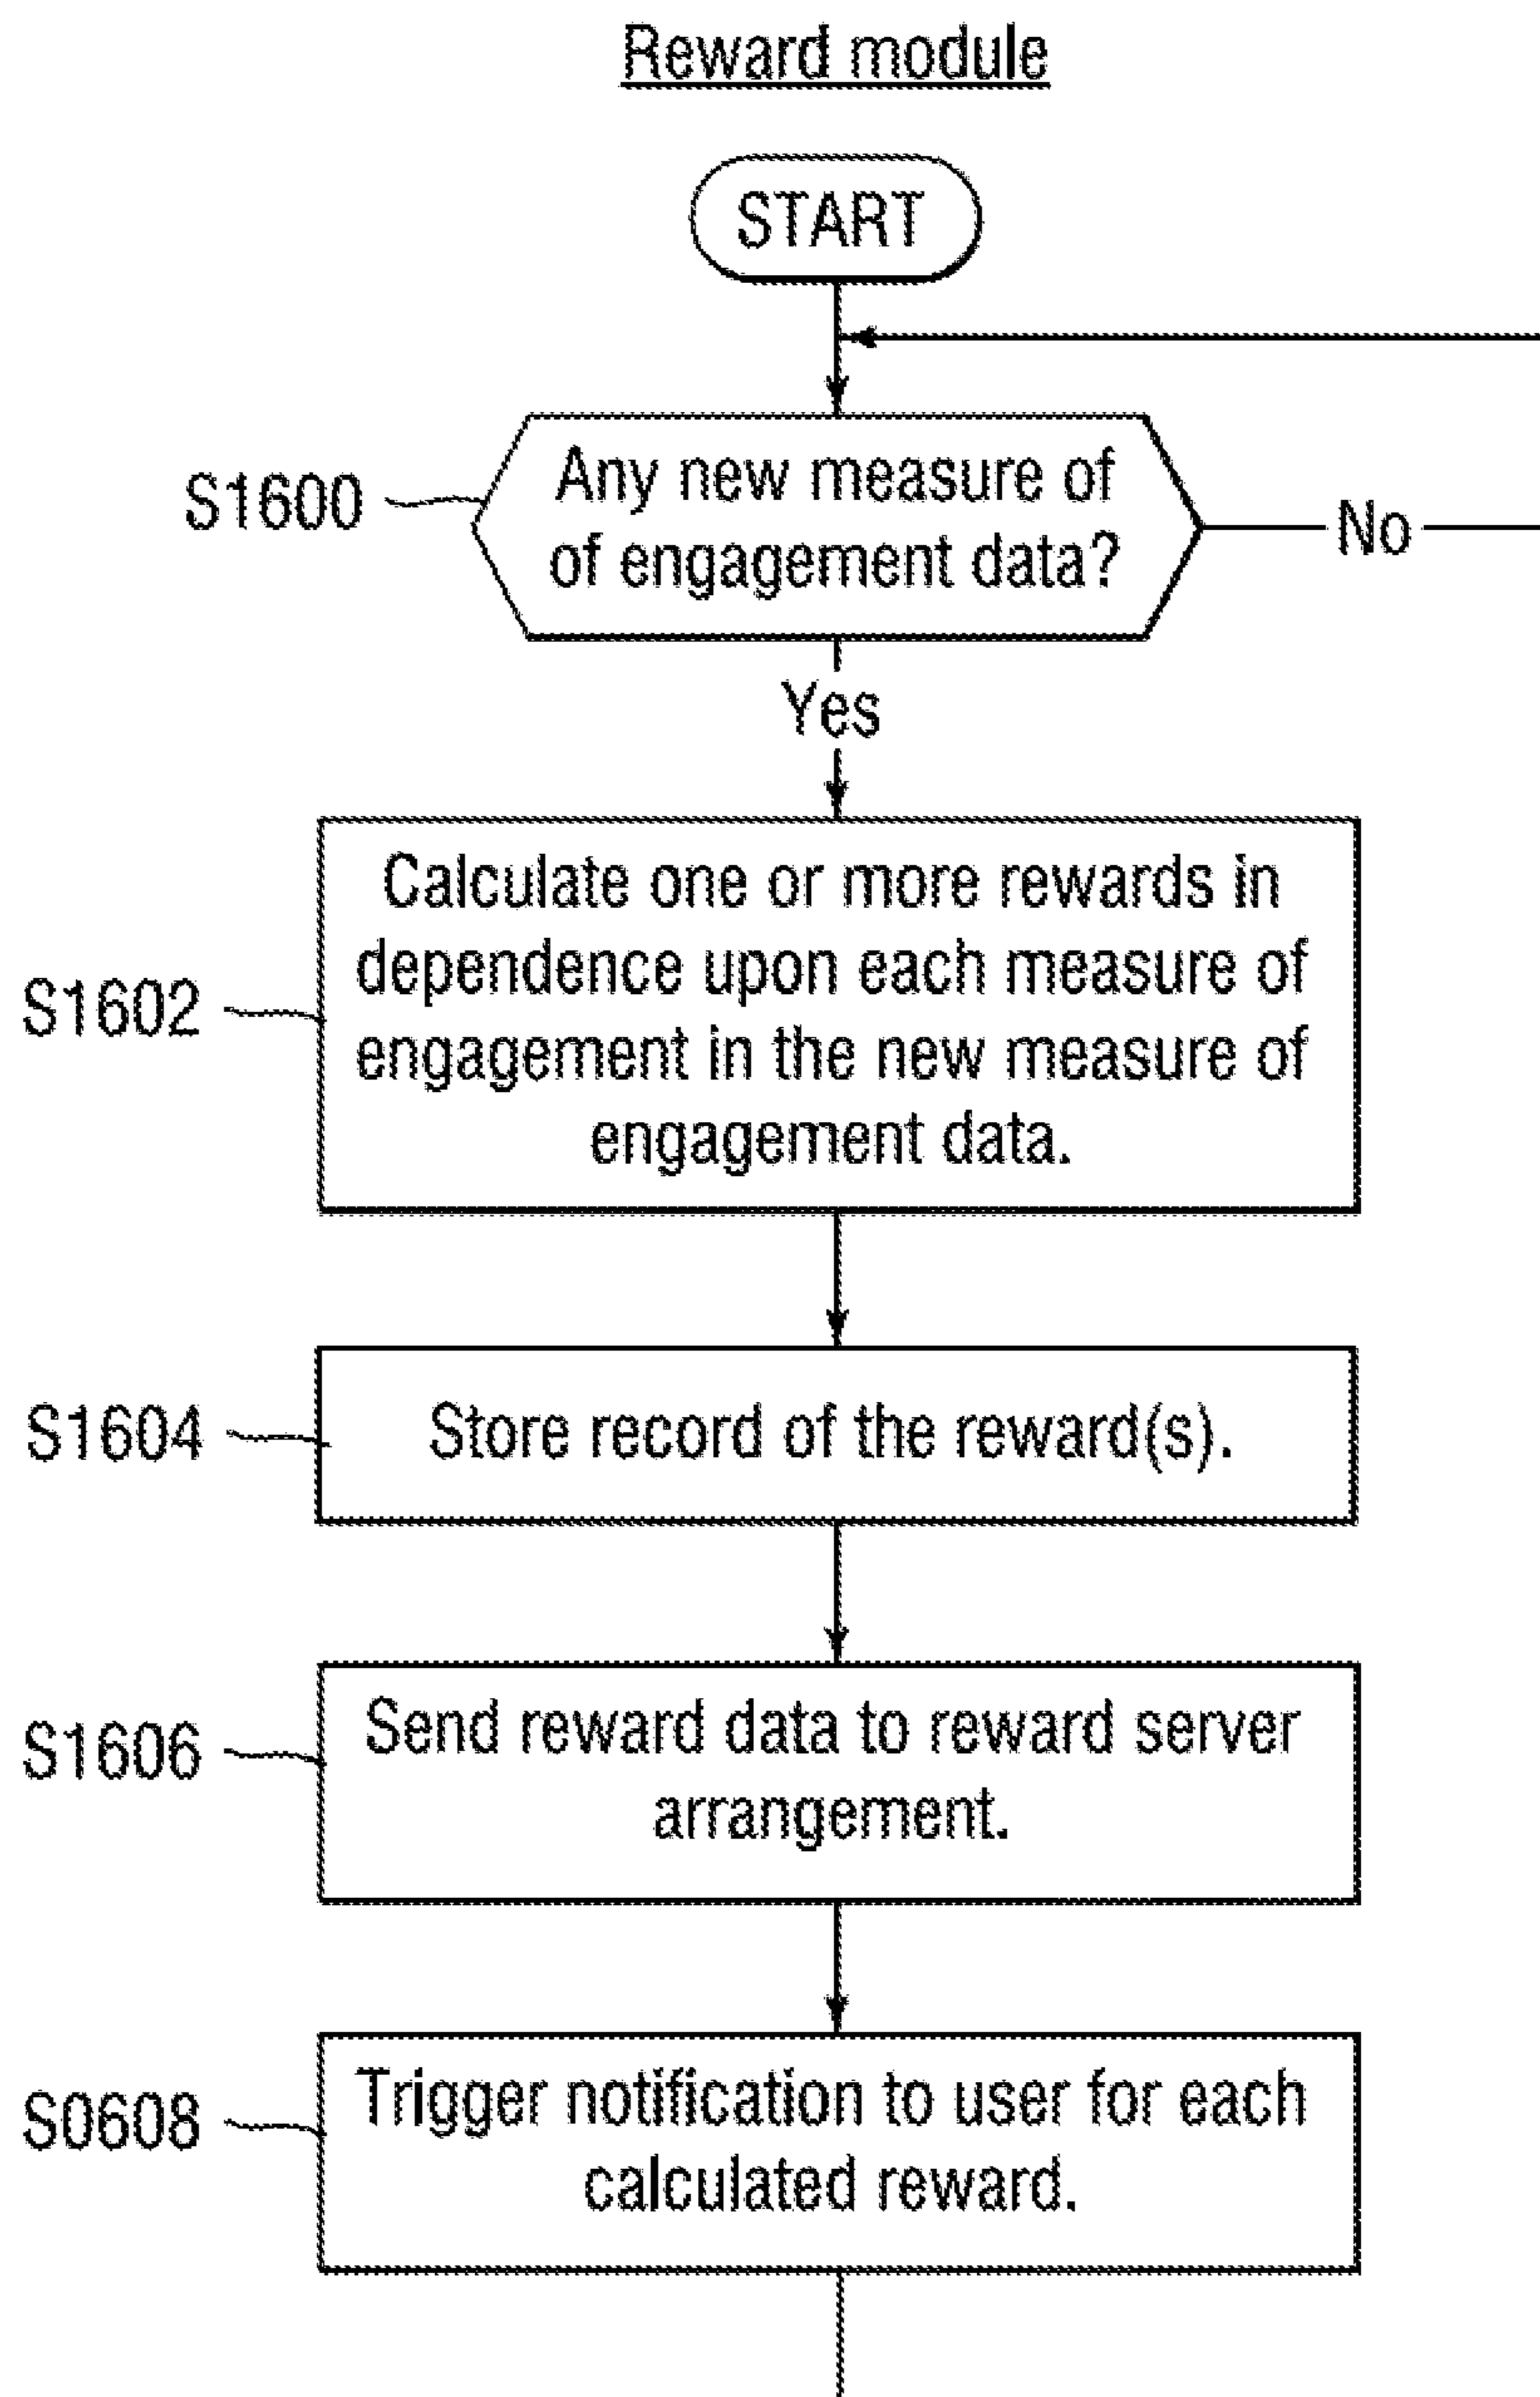 Reward module
START
S1600
Any new measure of
of engagement data?
No
Yes
S1602
Calculate one or more rewards in
dependence upon each measure of
engagement in the new measure of
engagement data.
S1604
Store record of the reward(s).
S1606
Send reward data to reward server
arrangement.
S0608
Trigger notification to user for each
calculated reward.